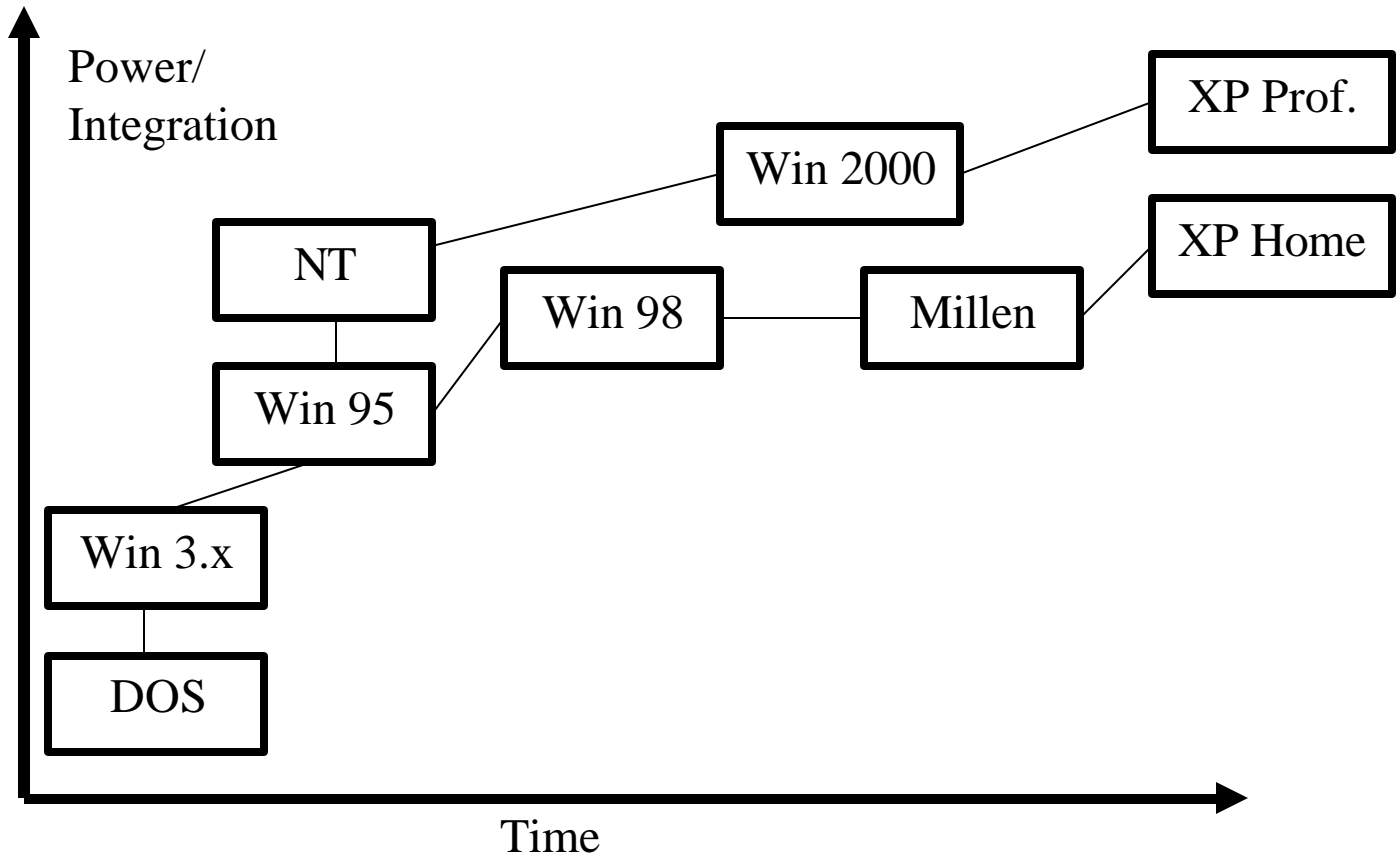 Power/
Integration
XP Prof.
Win 2000
XP Home
NT
Win 98
Millen
Win 95
Win 3.x
DOS
Time